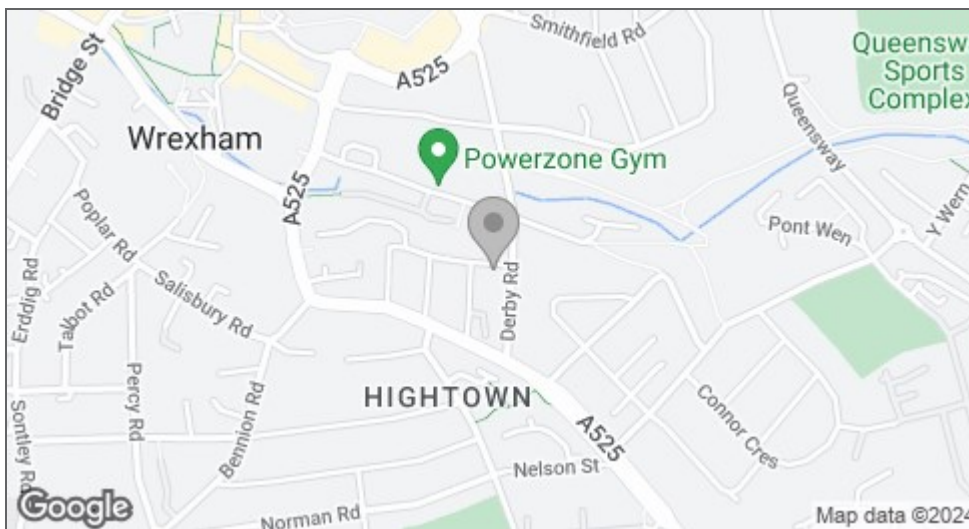 Smithfield Rd
Queensw
Sports
Complex
Bridge St
A525
Queensway
Wrexham
Powerzone Gym
A525
Y Wern
Pont Wen
Poplar Rd
Erddig Rd
Talbot Rd
Salisbury Rd
Derby Rd
Percy Rd
Bennion Rd
HIGHTOWN
Connor Cres
Sontley Rd
A525
Nelson St
Norman Rd
Google
Map data ©2024